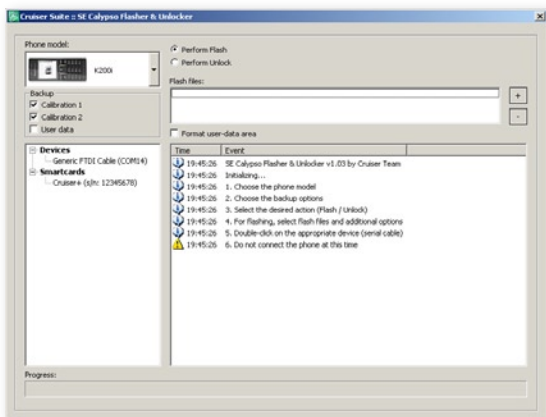 Cruiser Suite :: SE Calypso Flasher & Unlocker
Phone model:
K200i
Perform Flash
Perform Unlock
Flash files:
+
-
Backup
Calibration 1
Calibration 2
User data
Format user-data area
Devices
Generic FTDI Cable (COM14)
Smartcards
Cruiser+ (s/n: 12345678)
Time Event
19:45:26 SE Calypso Flasher & Unlocker v1.03 by Cruiser Team
19:45:26 Initializing...
19:45:26 1. Choose the phone model
19:45:26 2. Choose the backup options
19:45:26 3. Select the desired action (Flash / Unlock)
19:45:26 4. For flashing, select flash files and additional options
19:45:26 5. Double-click on the appropriate device (serial cable)
19:45:26 6. Do not connect the phone at this time
Progress: